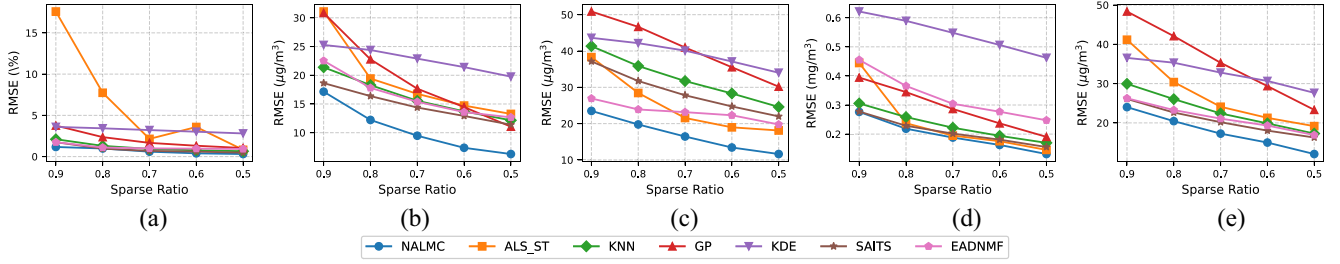 RMSE (\%)
15
10
5
0
0.9 0.8 0.7 0.6 0.5
Sparse Ratio
(a)
RMSE (μg/m³)
30
25
20
15
10
0.9 0.8 0.7 0.6 0.5
Sparse Ratio
(b)
RMSE (μg/m³)
50
40
30
20
10
0.9 0.8 0.7 0.6 0.5
Sparse Ratio
(c)
RMSE (mg/m³)
0.6
0.5
0.4
0.3
0.2
0.9 0.8 0.7 0.6 0.5
Sparse Ratio
(d)
RMSE (μg/m³)
50
40
30
20
0.9 0.8 0.7 0.6 0.5
Sparse Ratio
(e)
NALMC ALS_ST KNN GP KDE SAITS EADNMF